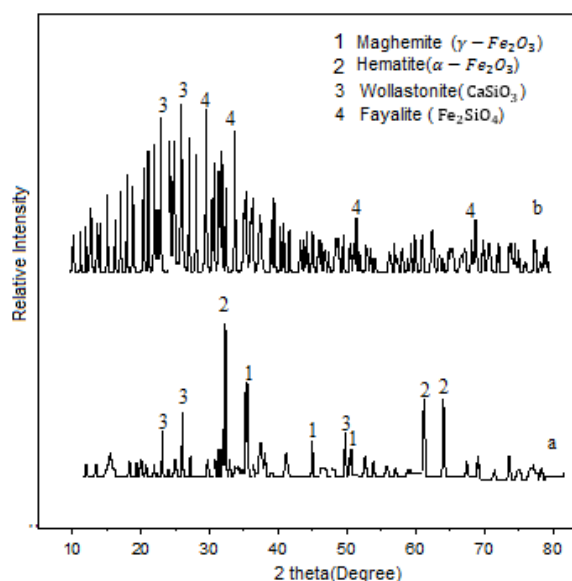 1 Maghemite (γ − Fe₂O₃)
2 Hematite(α − Fe₂O₃)
3 Wollastonite(CaSiO₃)
4 Fayalite (Fe₂SiO₄)
3 3 4 4 4 4 b
2 1 3 3 1 3 1 2 2 a
Relative Intensity
10 20 30 40 50 60 70 80
2 theta(Degree)